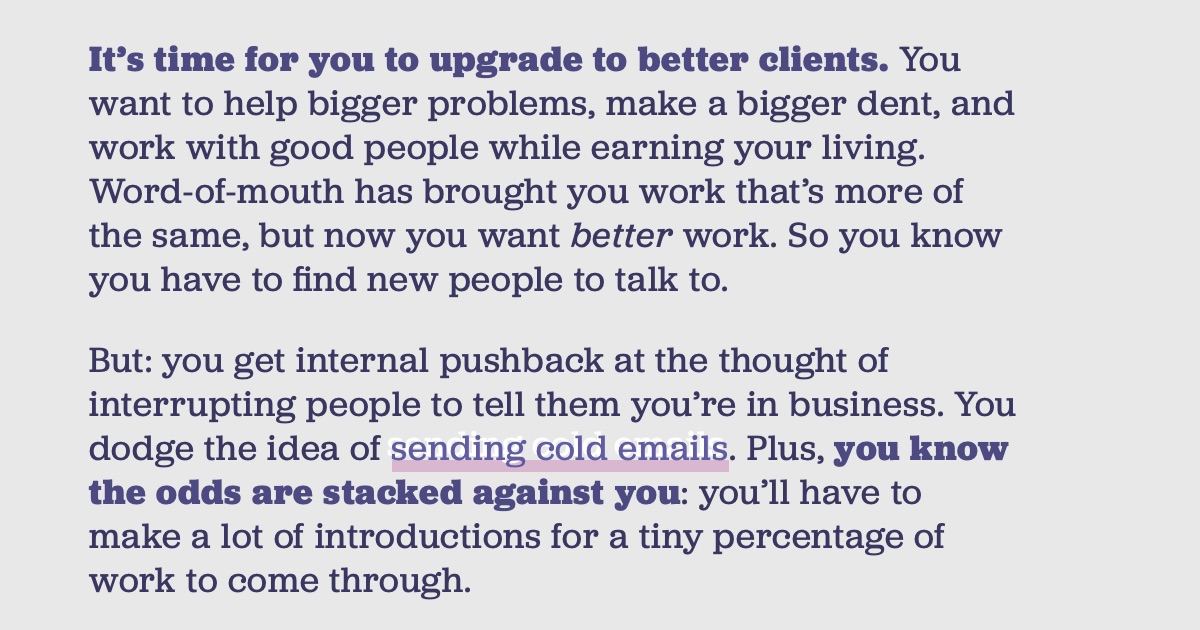 It’s time for you to upgrade to better clients. You
want to help bigger problems, make a bigger dent, and
work with good people while earning your living.
Word-of-mouth has brought you work that’s more of
the same, but now you want better work. So you know
you have to find new people to talk to.
But: you get internal pushback at the thought of
interrupting people to tell them you’re in business. You
dodge the idea of sending cold emails. Plus, you know
the odds are stacked against you: you’ll have to
make a lot of introductions for a tiny percentage of
work to come through.